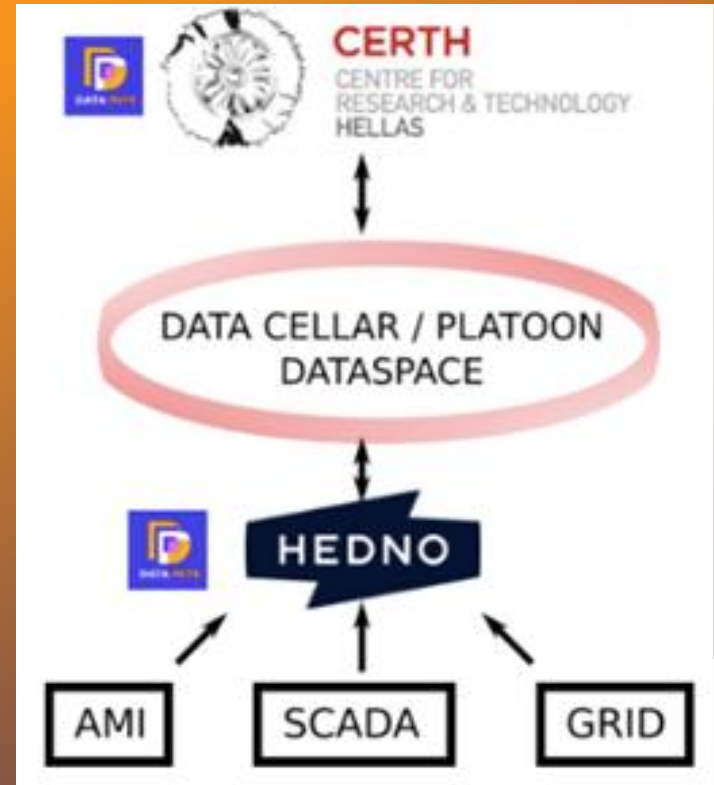 CERTH
CENTRE FOR
RESEARCH & TECHNOLOGY
HELLAS
DATA CELLAR / PLATOON
DATASPACE
HEDNO
AMI
SCADA
GRID